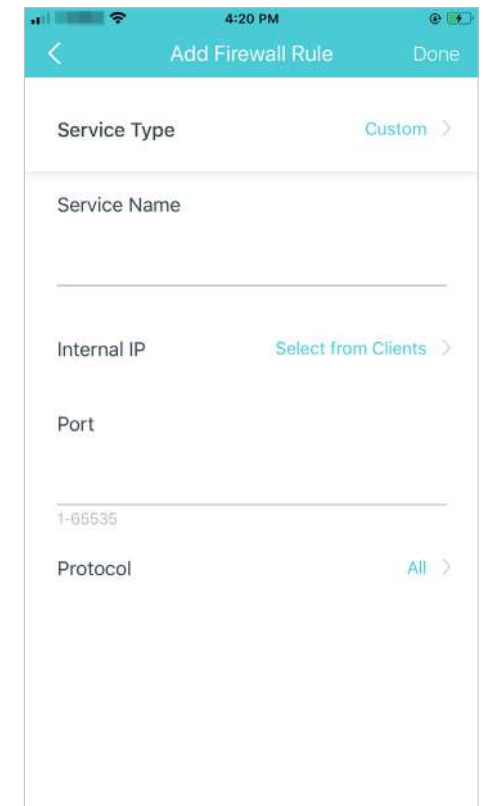 4:20 PM
Add Firewall Rule Done
Service Type Custom
Service Name
Internal IP Select from Clients
Port
1-65535
Protocol All